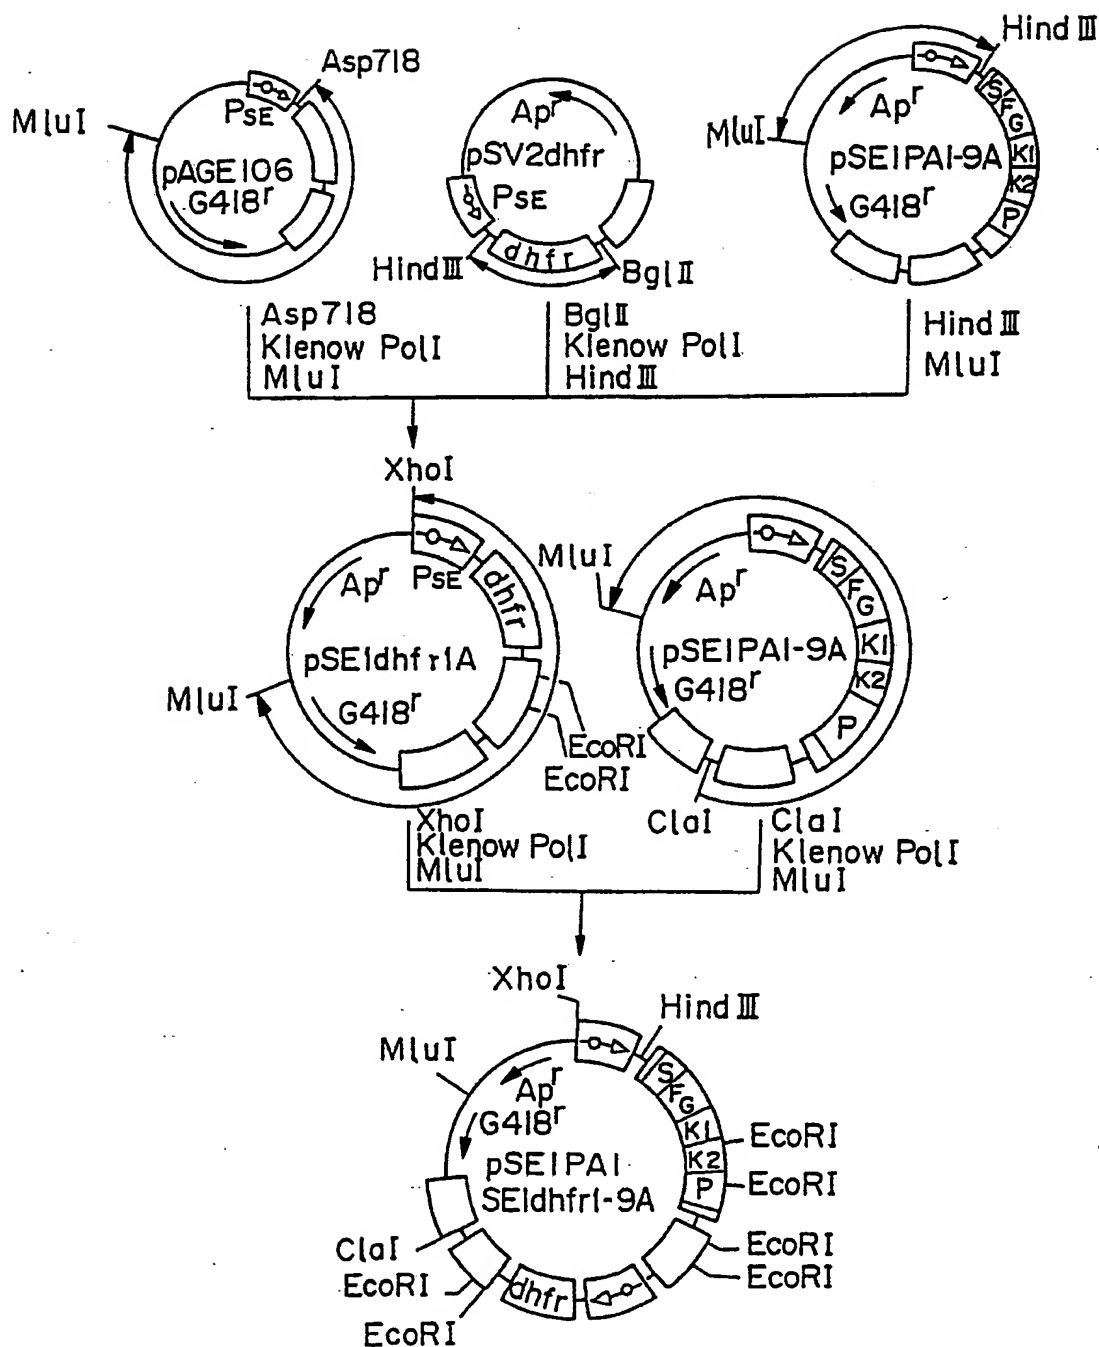 Hind III
Asp718
PSE
MluI
pAGE106
G418r
Apr
pSV2dhfr
PSE
dhfr
Hind III
Bgl II
Apr
MluI
pSE1PA1-9A
G418r
S
F
G
K1
K2
P
Asp718
Klenow PolI
MluI
Bgl II
Klenow PolI
Hind III
Hind III
MluI
XhoI
PSE
dhfr
Apr
pSE1dhfr1A
MluI
G418r
EcoRI
EcoRI
MluI
Apr
pSE1PA1-9A
G418r
S
F
G
K1
K2
P
ClaI
XhoI
Klenow PolI
MluI
ClaI
Klenow PolI
MluI
XhoI
Hind III
MluI
Apr
G418r
pSE1PA1
SE1dhfr1-9A
S
F
G
K1
K2
P
EcoRI
EcoRI
EcoRI
EcoRI
ClaI
EcoRI
EcoRI
dhfr